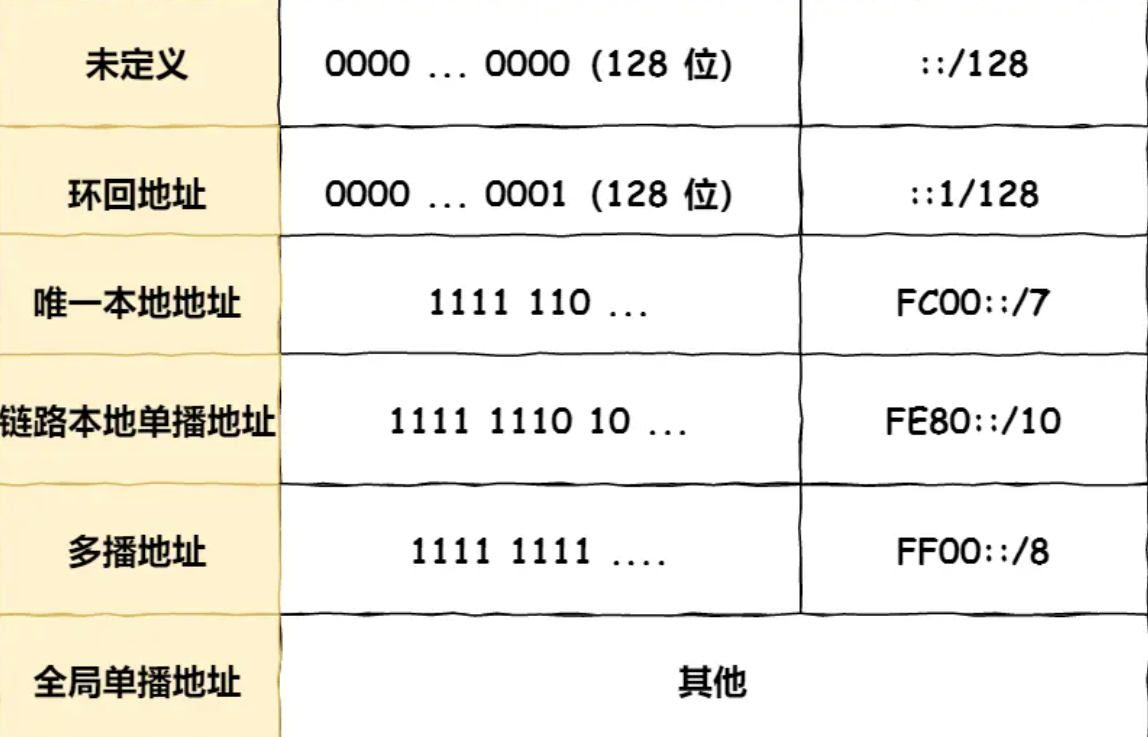 未定义 0000 ... 0000 (128 位) ::/128
环回地址 0000 ... 0001 (128 位) ::1/128
唯一本地地址 1111 110 ... FC00::/7
链路本地单播地址 1111 1110 10 ... FE80::/10
多播地址 1111 1111 .... FF00::/8
全局单播地址 其他